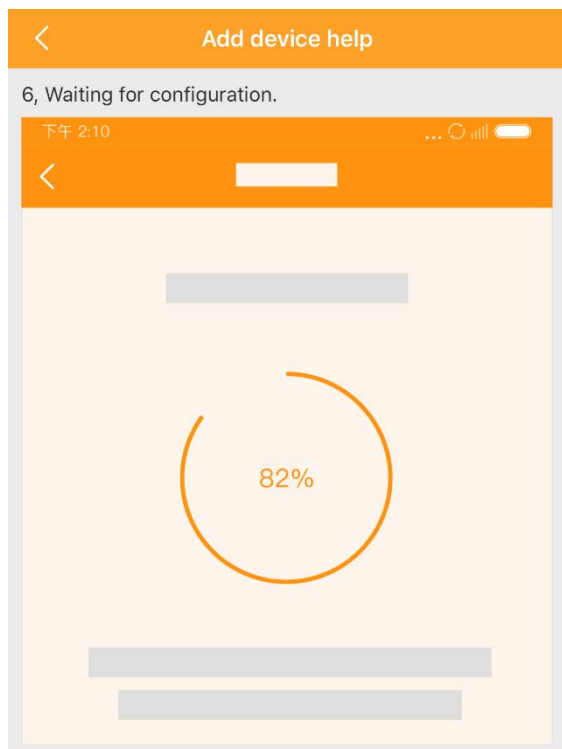 Add device help
6, Waiting for configuration.
下午 2:10
...
82%